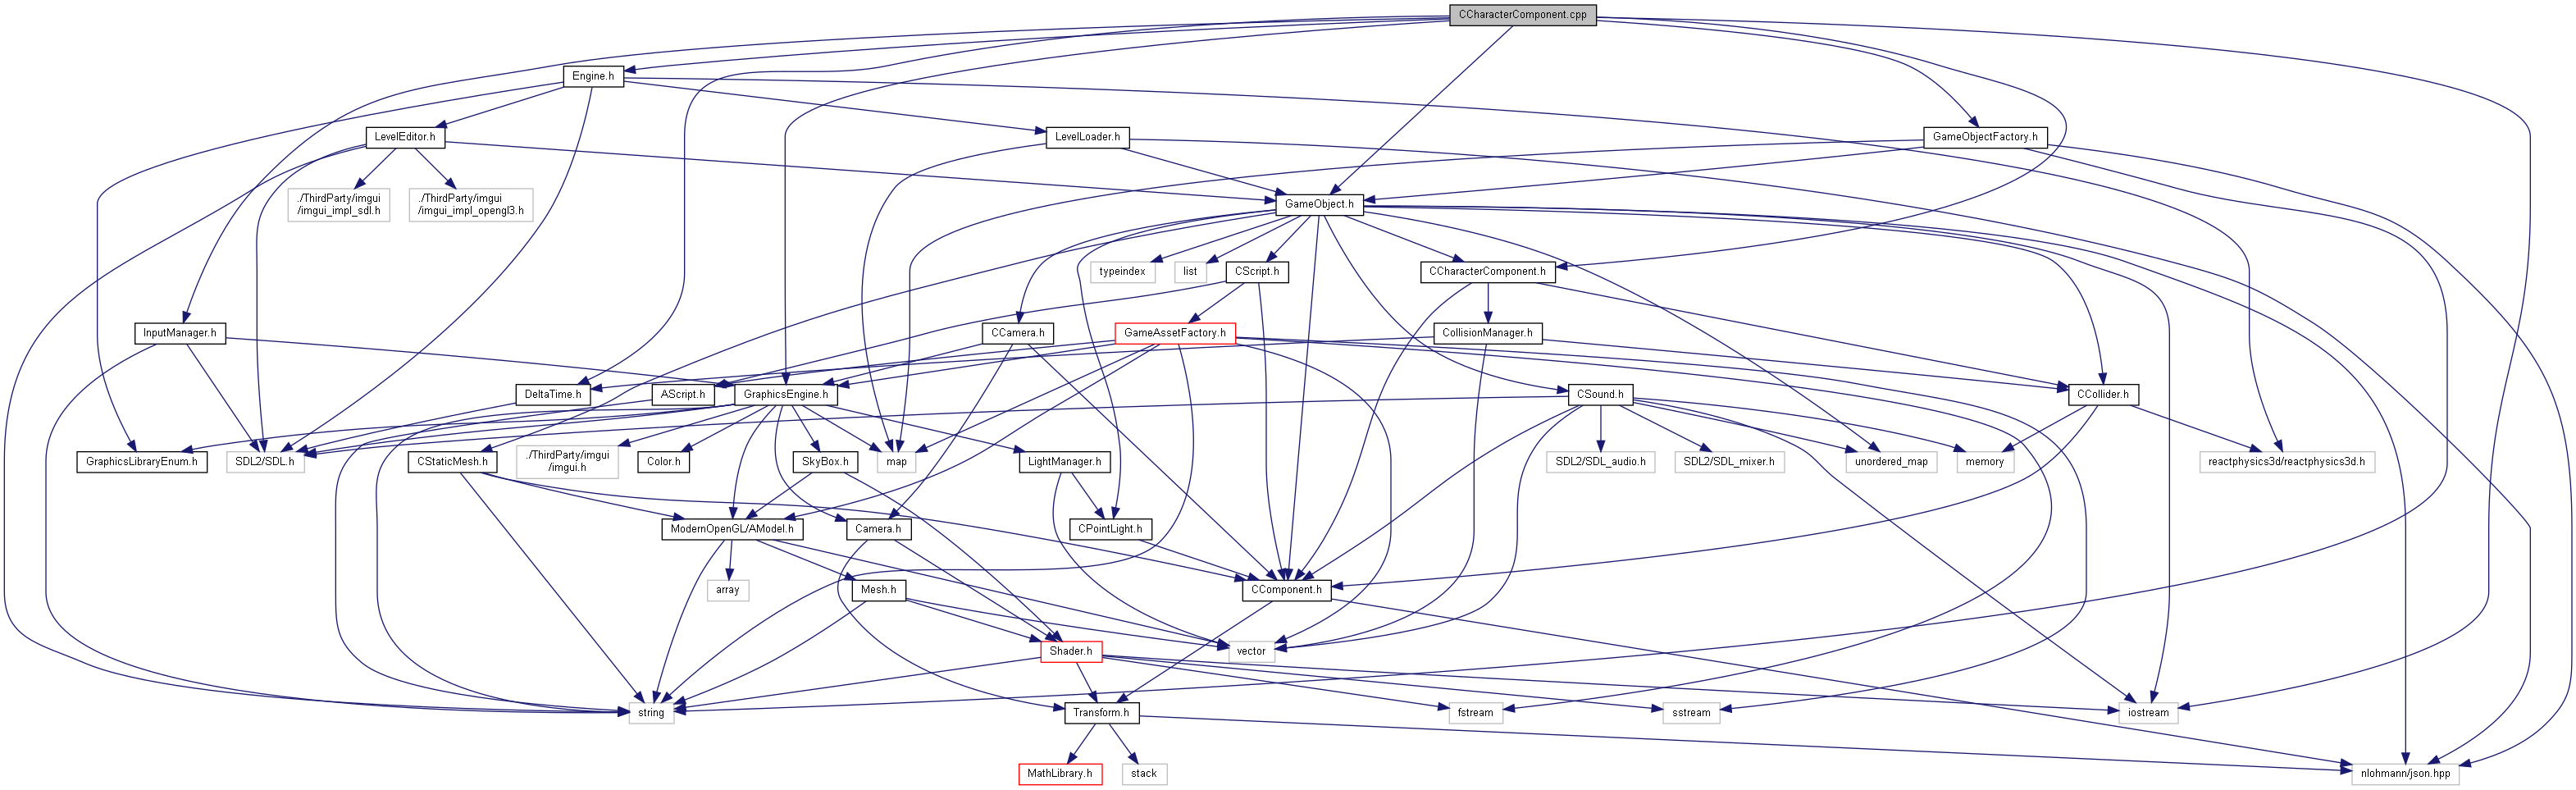 CCharacterComponent.cpp
Engine.h
LevelEditor.h
LevelLoader.h
GameObjectFactory.h
./ThirdParty/imgui
/imgui_impl_sdl.h
./ThirdParty/imgui
/imgui_impl_opengl3.h
GameObject.h
typeindex
list
CScript.h
CCharacterComponent.h
InputManager.h
CCamera.h
GameAssetFactory.h
CollisionManager.h
DeltaTime.h
AScript.h
GraphicsEngine.h
CSound.h
CCollider.h
GraphicsLibraryEnum.h
SDL2/SDL.h
CStaticMesh.h
./ThirdParty/imgui
/imgui.h
Color.h
SkyBox.h
map
LightManager.h
SDL2/SDL_audio.h
SDL2/SDL_mixer.h
unordered_map
memory
reactphysics3d/reactphysics3d.h
ModernOpenGL/AModel.h
Camera.h
CPointLight.h
array
Mesh.h
CComponent.h
Shader.h
vector
string
Transform.h
fstream
sstream
iostream
MathLibrary.h
stack
nlohmann/json.hpp